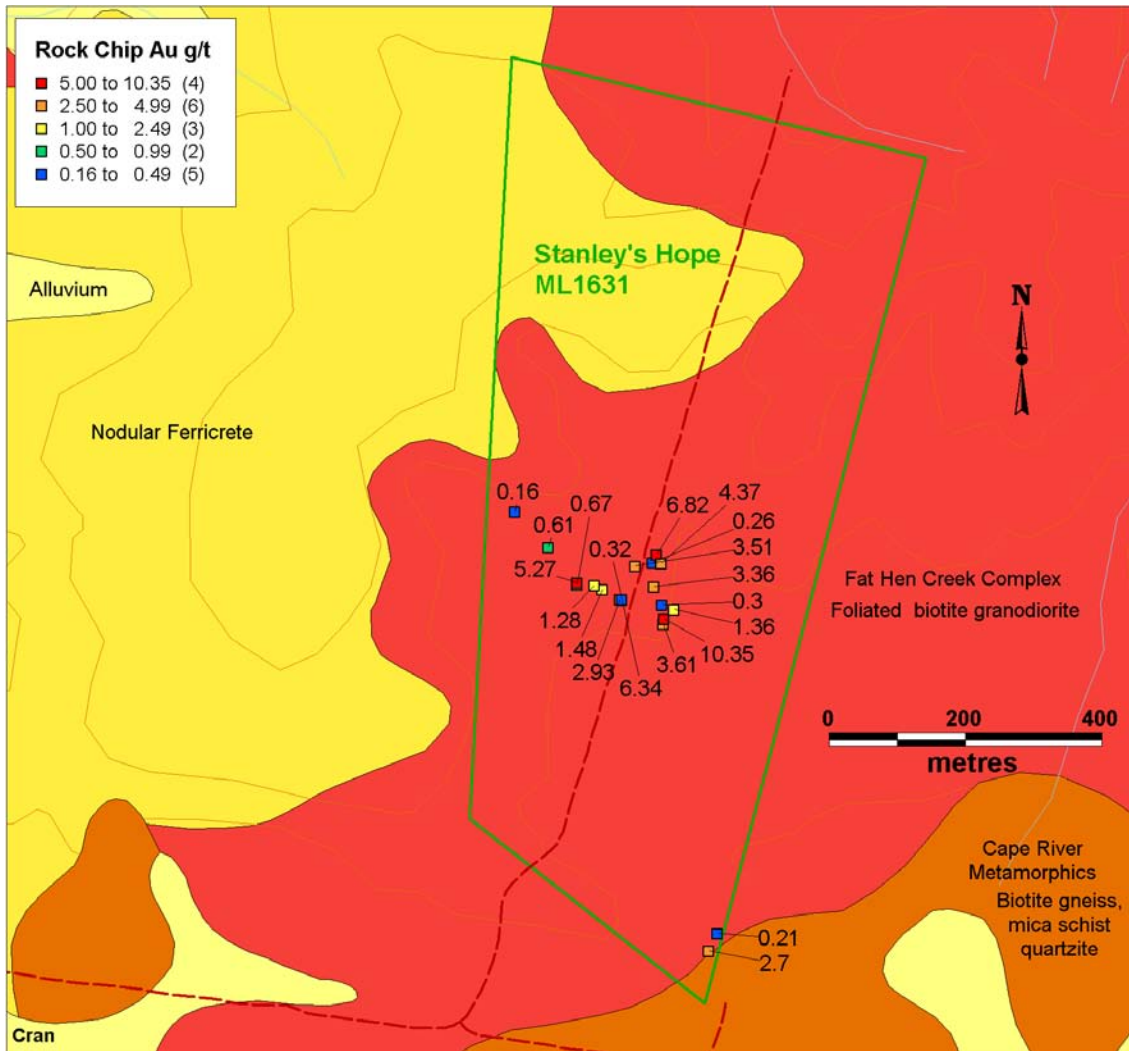 Rock Chip Au g/t
5.00 to 10.35 (4)
2.50 to 4.99 (6)
1.00 to 2.49 (3)
0.50 to 0.99 (2)
0.16 to 0.49 (5)
Stanley's Hope
ML1631
Alluvium
N
Nodular Ferricrete
0.16
0.67
6.82
4.37
0.61
0.32
0.26
3.51
5.27
3.36
Fat Hen Creek Complex
Foliated biotite granodiorite
0.3
1.28
1.36
1.48
2.93
3.61
10.35
6.34
0 200 400
metres
Cape River
Metamorphics
Biotite gneiss,
mica schist
quartzite
0.21
2.7
Cran